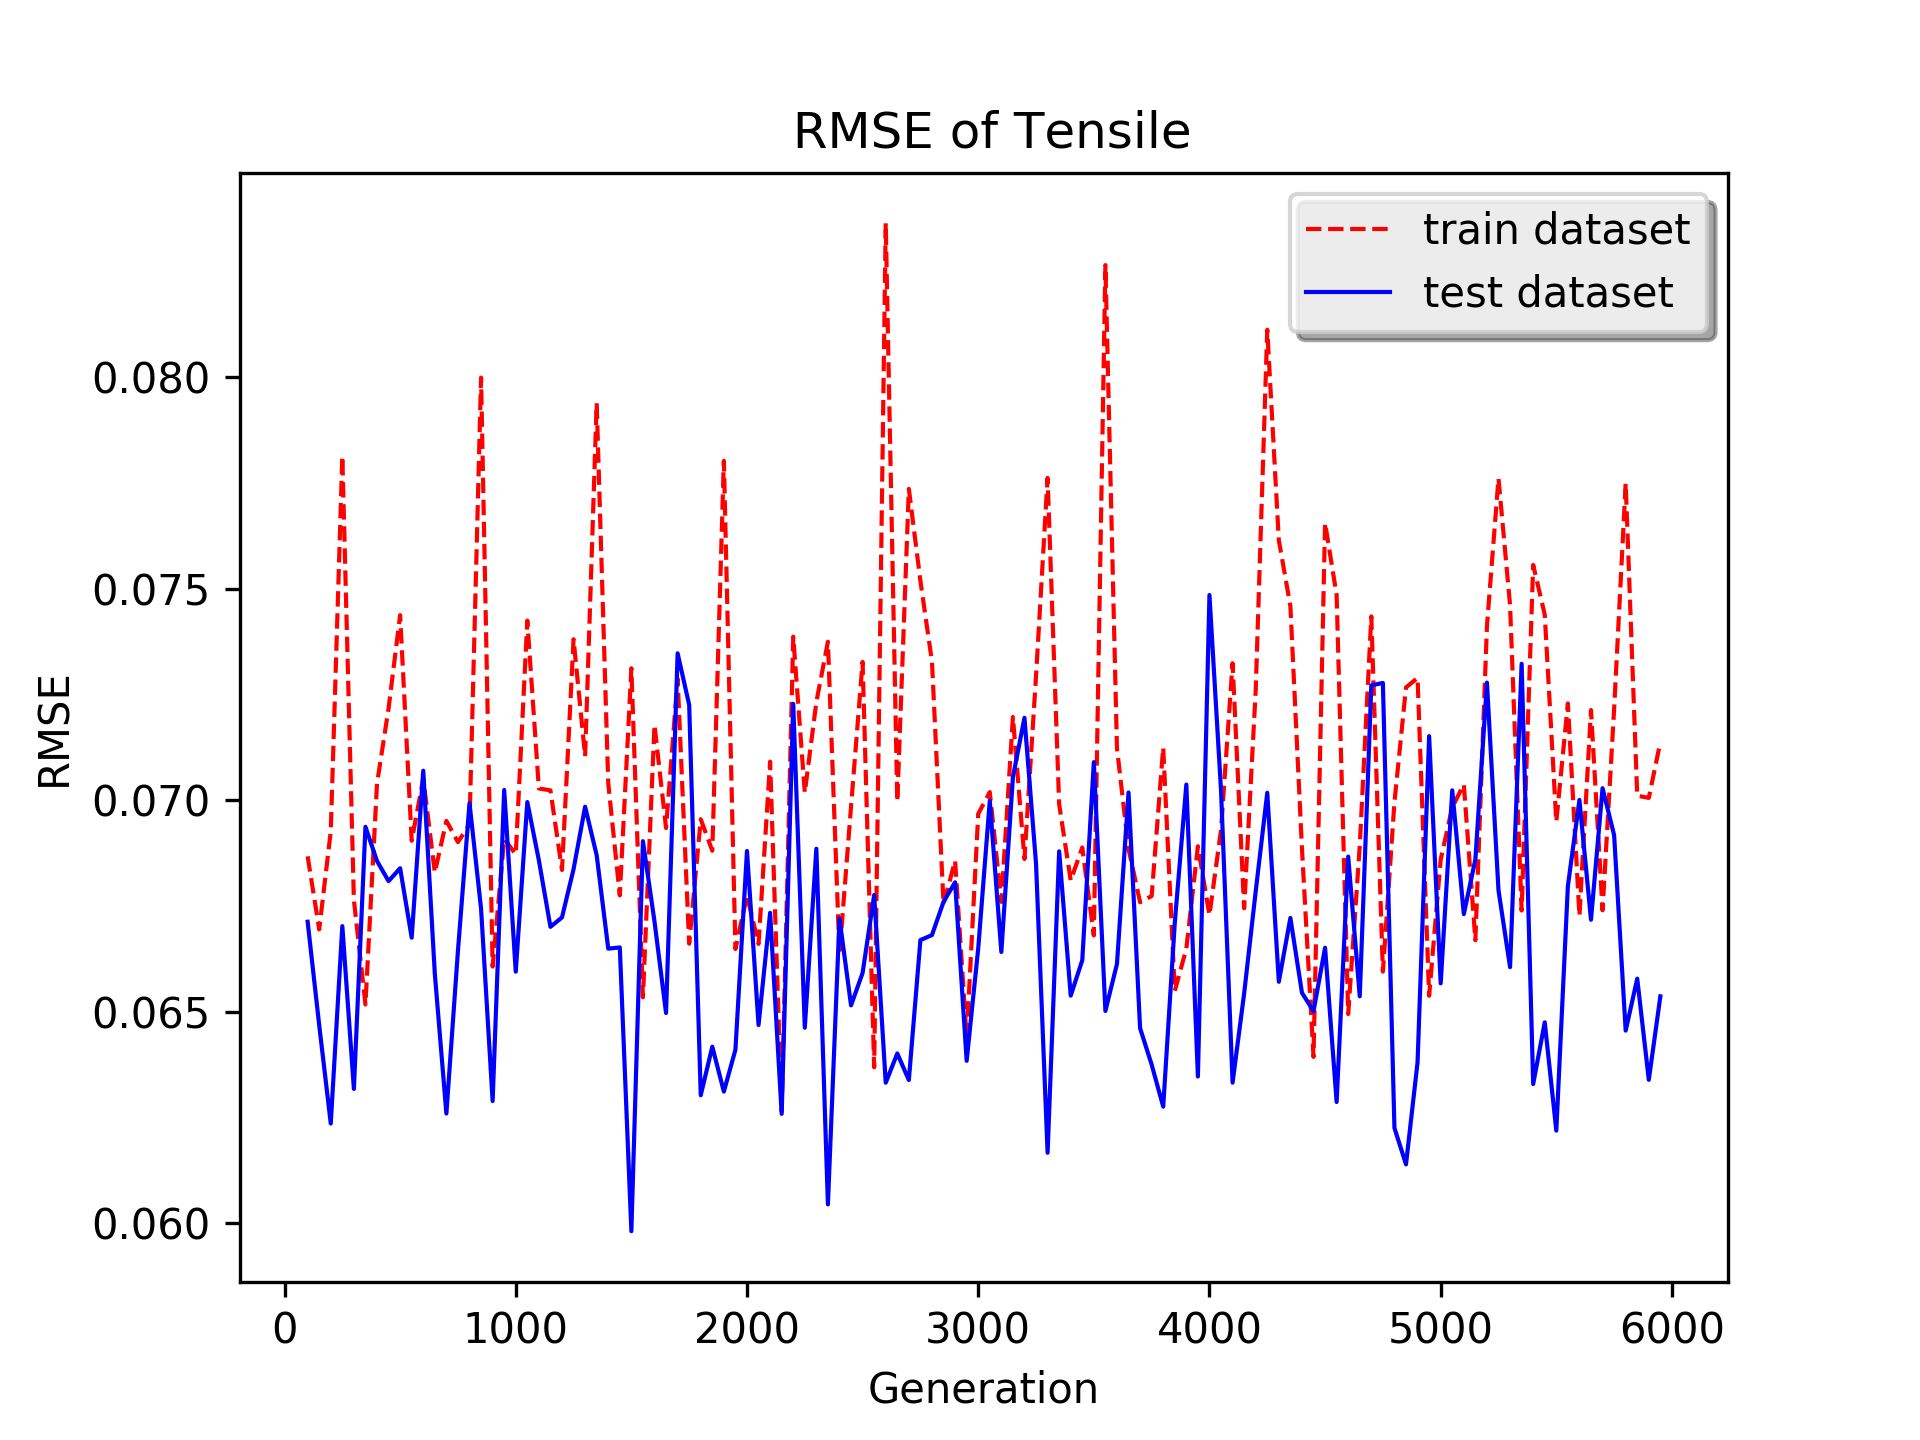 RMSE of Tensile
train dataset
test dataset
0.080
0.075
0.070
0.065
0.060
RMSE
0 1000 2000 3000 4000 5000 6000
Generation